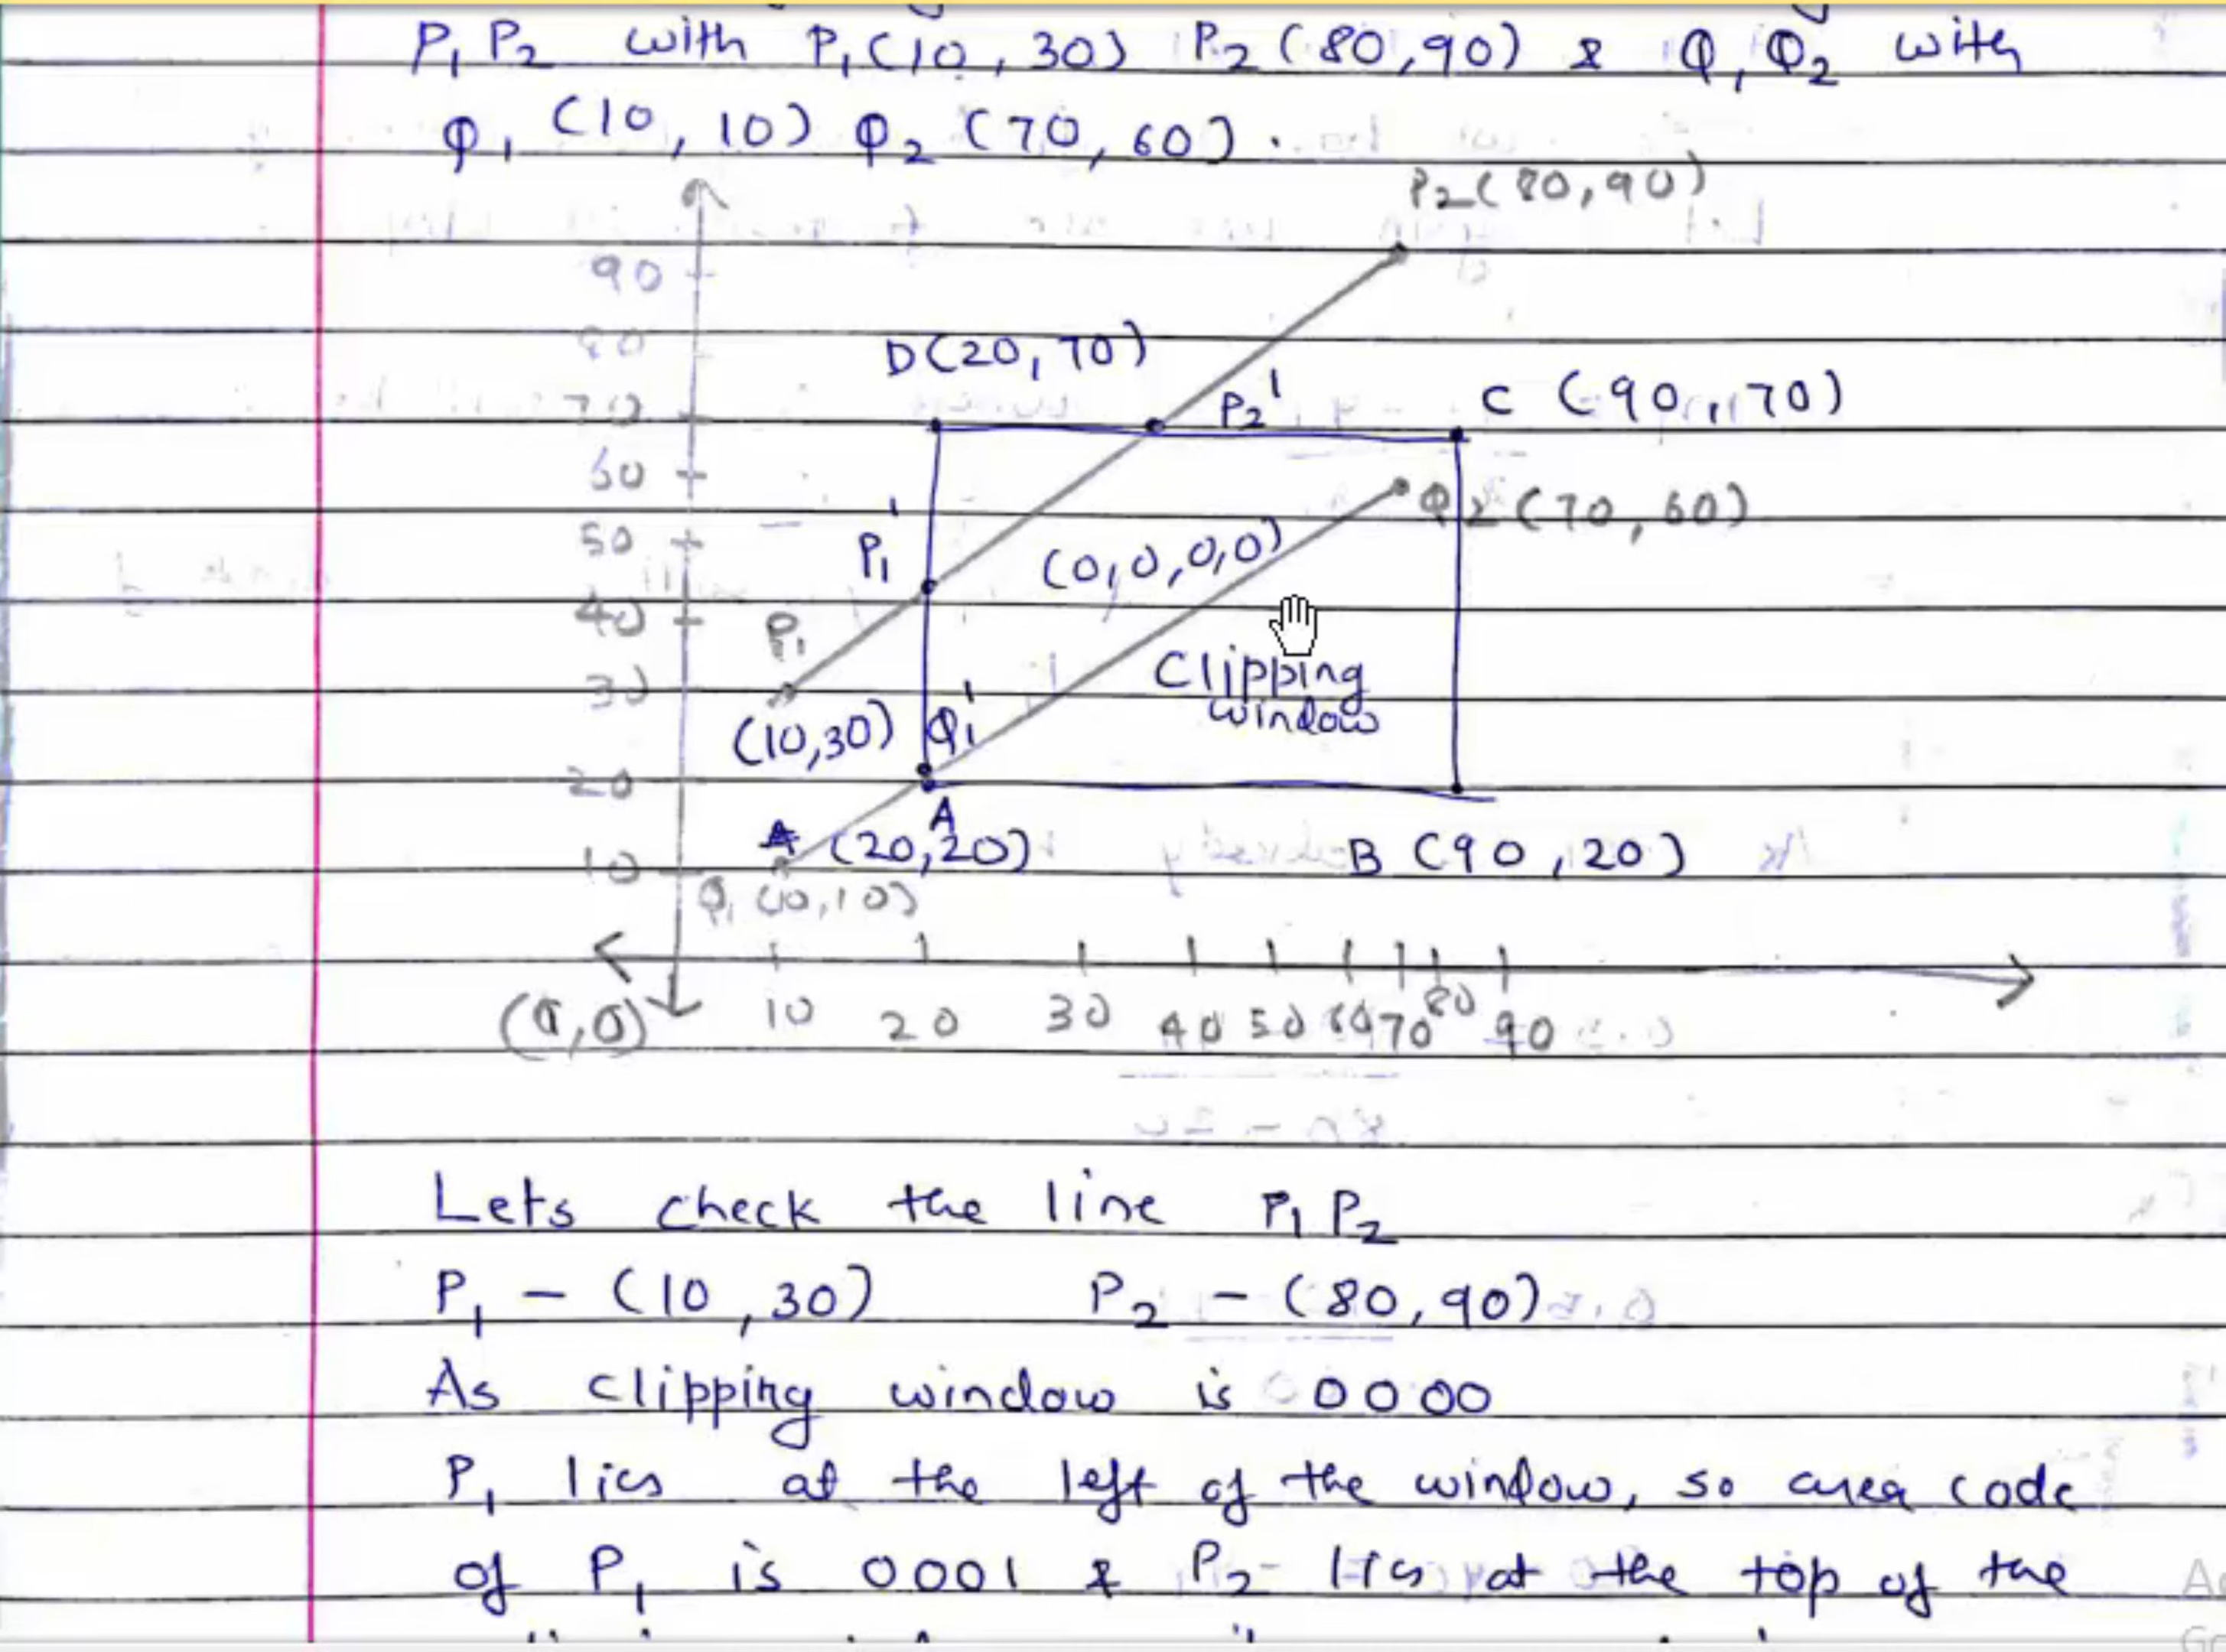 P1 P2 with P1(10, 30) P2 (80,90) & Q1Q2 with
Q1 (10, 10) Q2 (70, 60).
P2(80,90)
90
80
D(20,70)
70
P2'
C (90,70)
60
Q2(70,60)
50
P1'
(0,0,0,0)
40
P1
Clipping
window
30
(10,30)
Q1'
20
A
(20,20)
B (90,20)
10
Q1 (10,10)
(0,0)
10 20 30 40 50 60 70 80 90
Lets check the line P1 P2
P1 - (10,30) P2 - (80,90)
As clipping window is 0000
P1 lies at the left of the window, so area code
of P1 is 0001 & P2 lies at the top of the